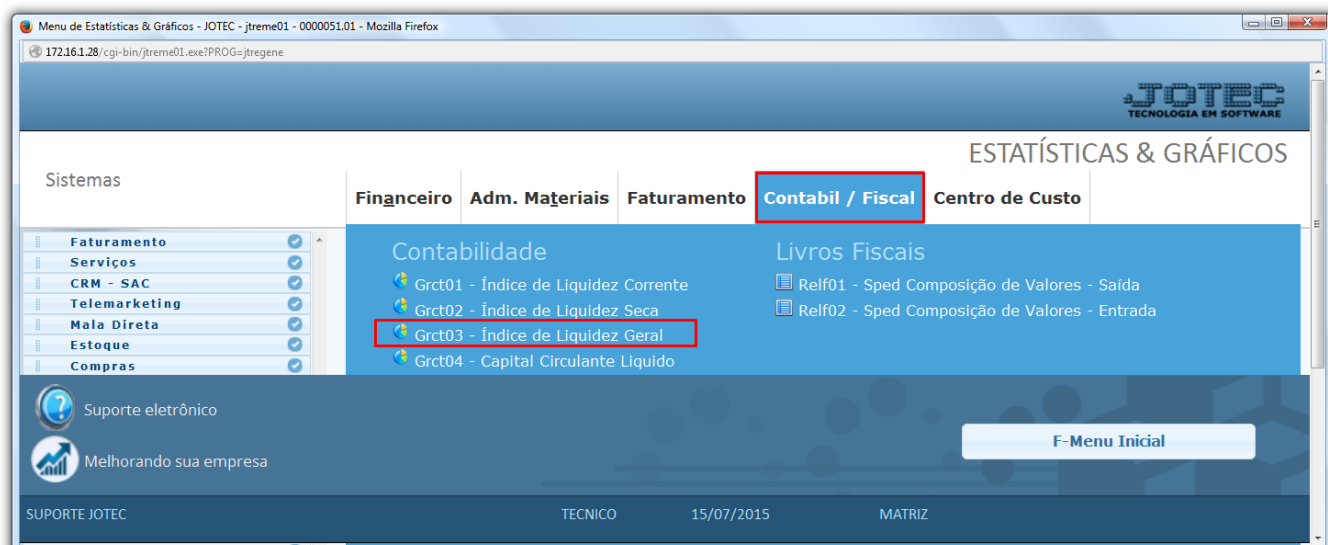 Menu de Estatísticas & Gráficos - JOTEC - jtreme01 - 0000051.01 - Mozilla Firefox
172.16.1.28/cgi-bin/jtreme01.exe?PROG=jtregene
JOTEC
TECNOLOGIA EM SOFTWARE
ESTATÍSTICAS & GRÁFICOS
Sistemas
Financeiro Adm. Materiais Faturamento Contabil / Fiscal Centro de Custo
Faturamento
Serviços
CRM - SAC
Telemarketing
Mala Direta
Estoque
Compras
Contabilidade
Grct01 - Índice de Liquidez Corrente
Grct02 - Índice de Liquidez Seca
Grct03 - Índice de Liquidez Geral
Grct04 - Capital Circulante Liquido
Livros Fiscais
Relf01 - Sped Composição de Valores - Saída
Relf02 - Sped Composição de Valores - Entrada
Suporte eletrônico
Melhorando sua empresa
F-Menu Inicial
SUPORTE JOTEC TECNICO 15/07/2015 MATRIZ